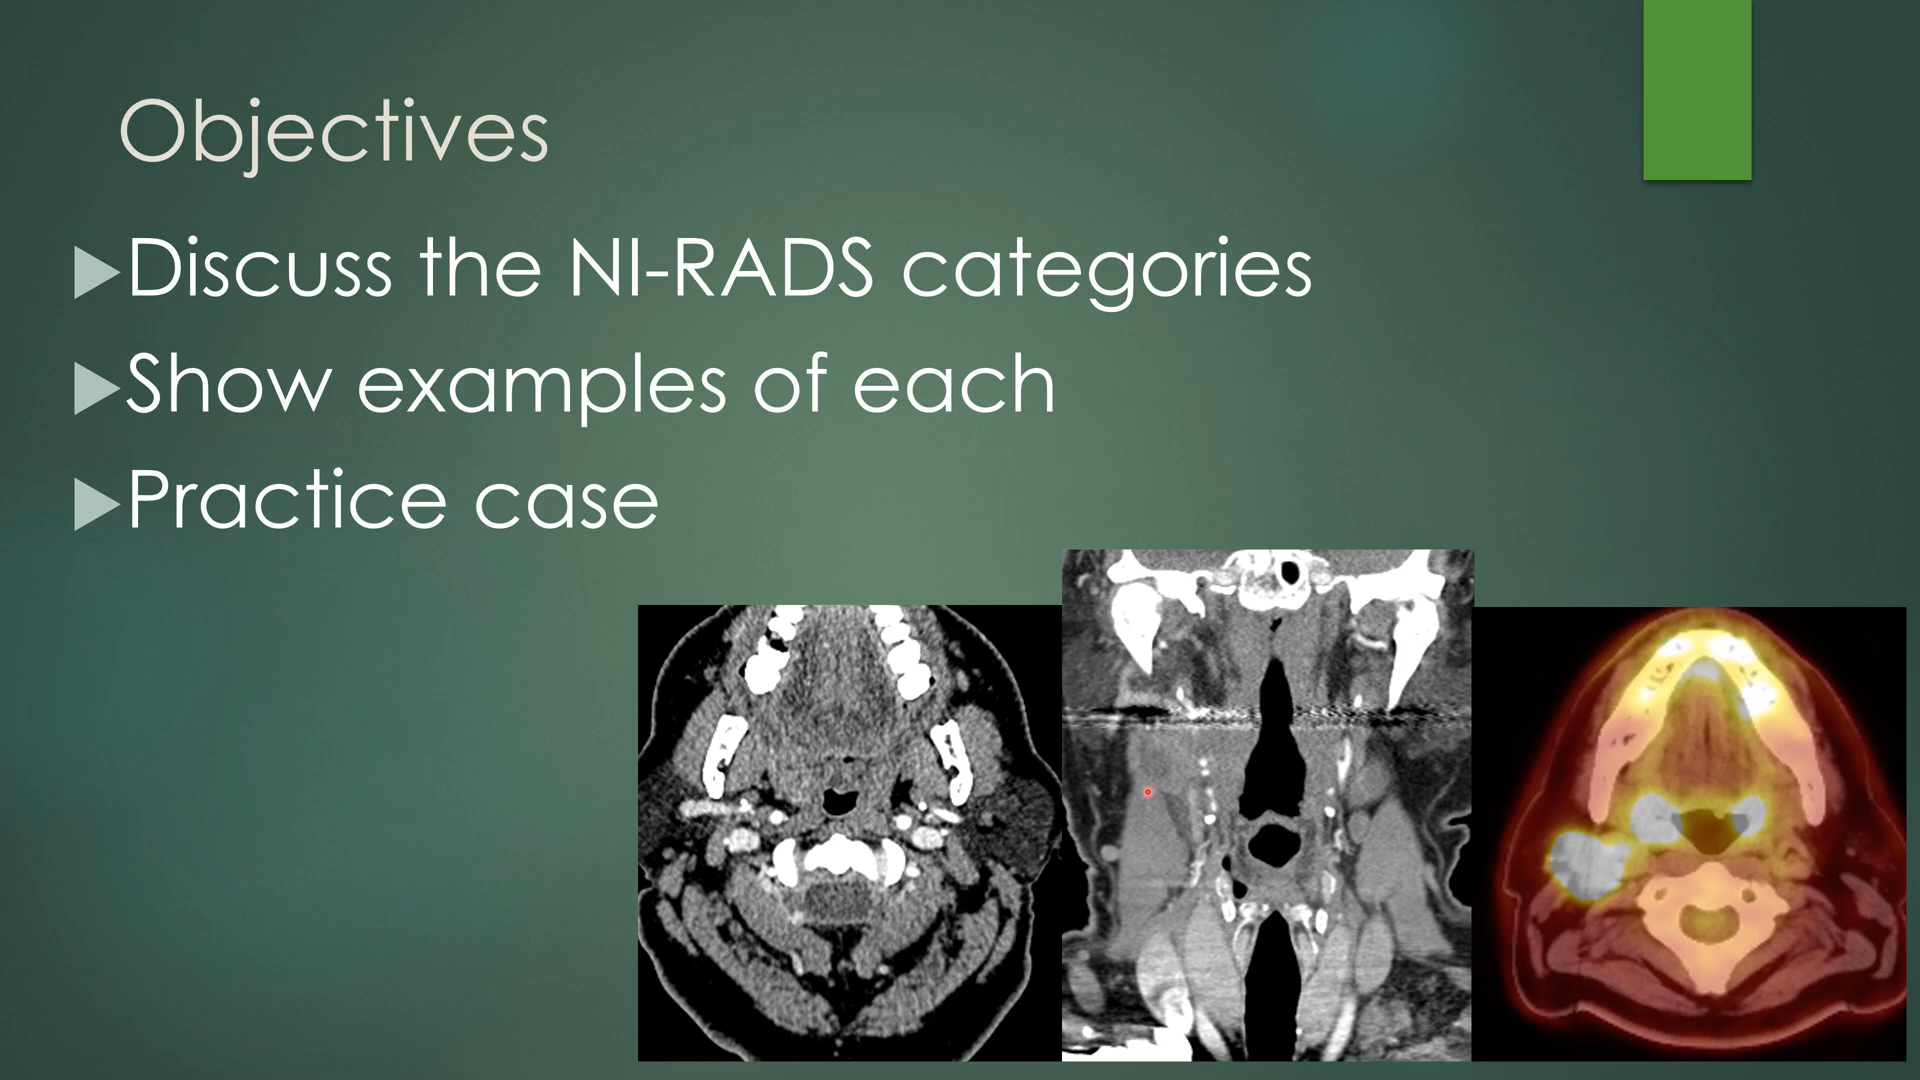 Objectives
Discuss the NI-RADS categories
Show examples of each
Practice case